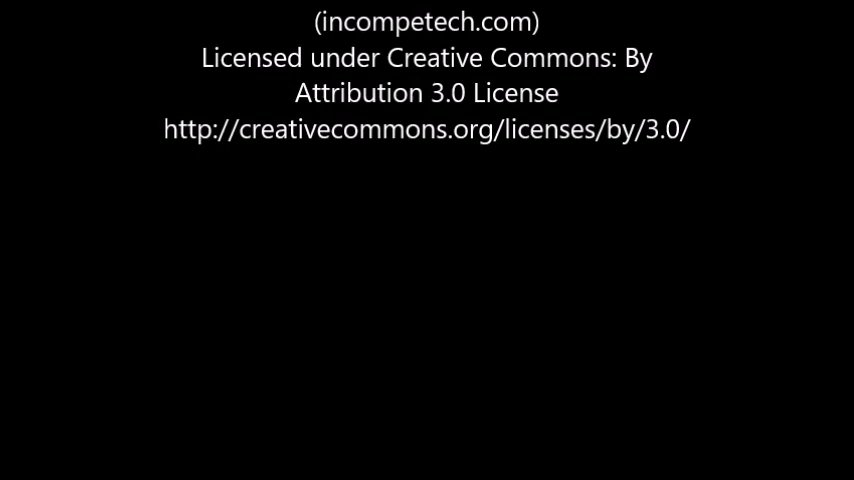 (incompetech.com)
Licensed under Creative Commons: By
Attribution 3.0 License
http://creativecommons.org/licenses/by/3.0/